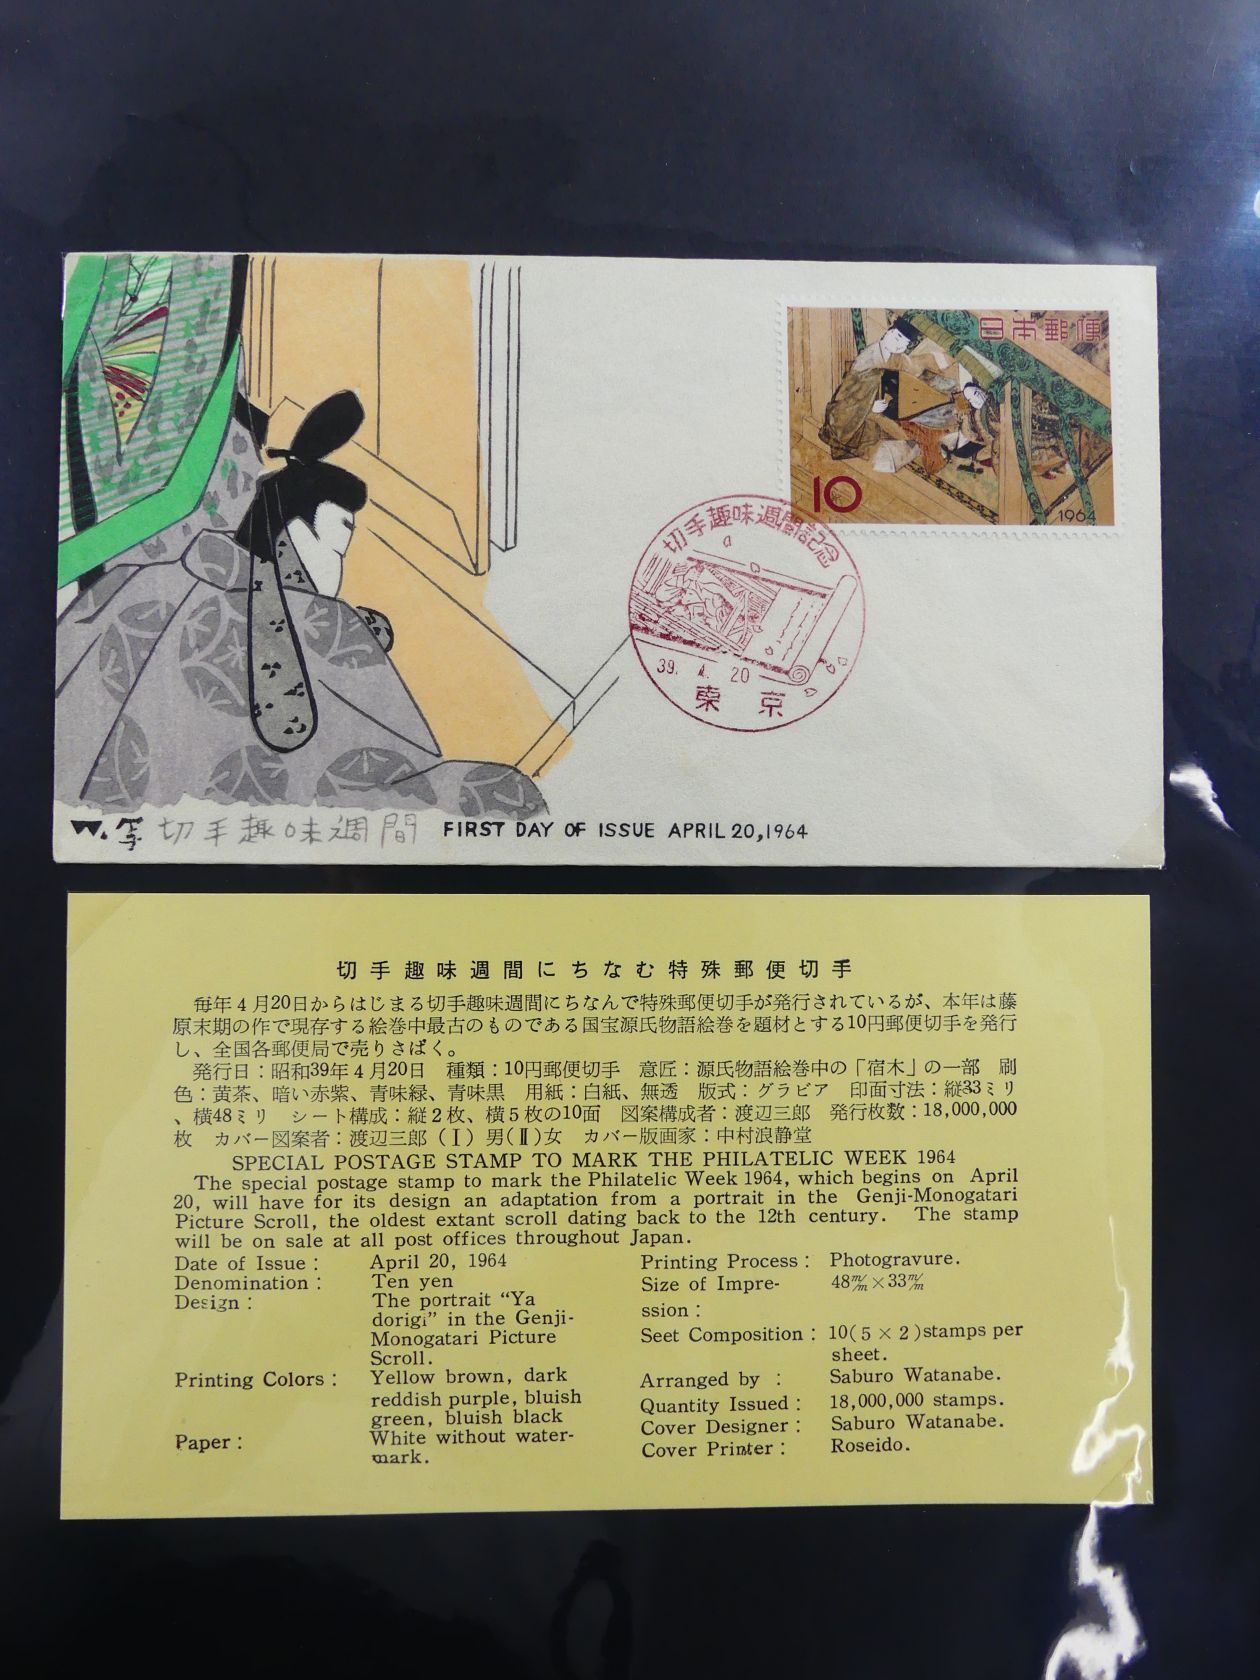 日本郵便
10
1964
切手趣味週間記念
39. 4. 20
東京
W.
切手趣味週間 FIRST DAY OF ISSUE APRIL 20,1964
切手趣味週間にちなむ特殊郵便切手
毎年4月20日からはじまる切手趣味週間にちなんで特殊郵便切手が発行されているが、本年は藤
原末期の作で現存する絵巻中最古のものである国宝源氏物語絵巻を題材とする10円郵便切手を発行
し、全国各郵便局で売りさばく。
発行日：昭和39年4月20日 種類：10円郵便切手 意匠：源氏物語絵巻中の「宿木」の一部 刷
色：黄茶、暗い赤紫、青味緑、青味黒 用紙：白紙、無透 版式：グラビア 印面寸法：縦33ミリ
、横48ミリ シート構成：縦2枚、横5枚の10面 図案構成者：渡辺三郎 発行枚数：18,000,000
枚 カバー図案者：渡辺三郎（Ⅰ）男（Ⅱ）女 カバー版画家：中村浪静堂
SPECIAL POSTAGE STAMP TO MARK THE PHILATELIC WEEK 1964
The special postage stamp to mark the Philatelic Week 1964, which begins on April
20, will have for its design an adaptation from a portrait in the Genji-Monogatari
Picture Scroll, the oldest extant scroll dating back to the 12th century. The stamp
will be on sale at all post offices throughout Japan.
Date of Issue : April 20, 1964
Denomination : Ten yen
Design : The portrait "Ya
dorigi" in the Genji-
Monogatari Picture
Scroll.
Printing Colors : Yellow brown, dark
reddish purple, bluish
green, bluish black
Paper : White without water-
mark.
Printing Process : Photogravure.
Size of Impre- 48m/m×33m/m
ssion :
Seet Composition : 10(5×2)stamps per
sheet.
Arranged by : Saburo Watanabe.
Quantity Issued : 18,000,000 stamps.
Cover Designer : Saburo Watanabe.
Cover Printer : Roseido.